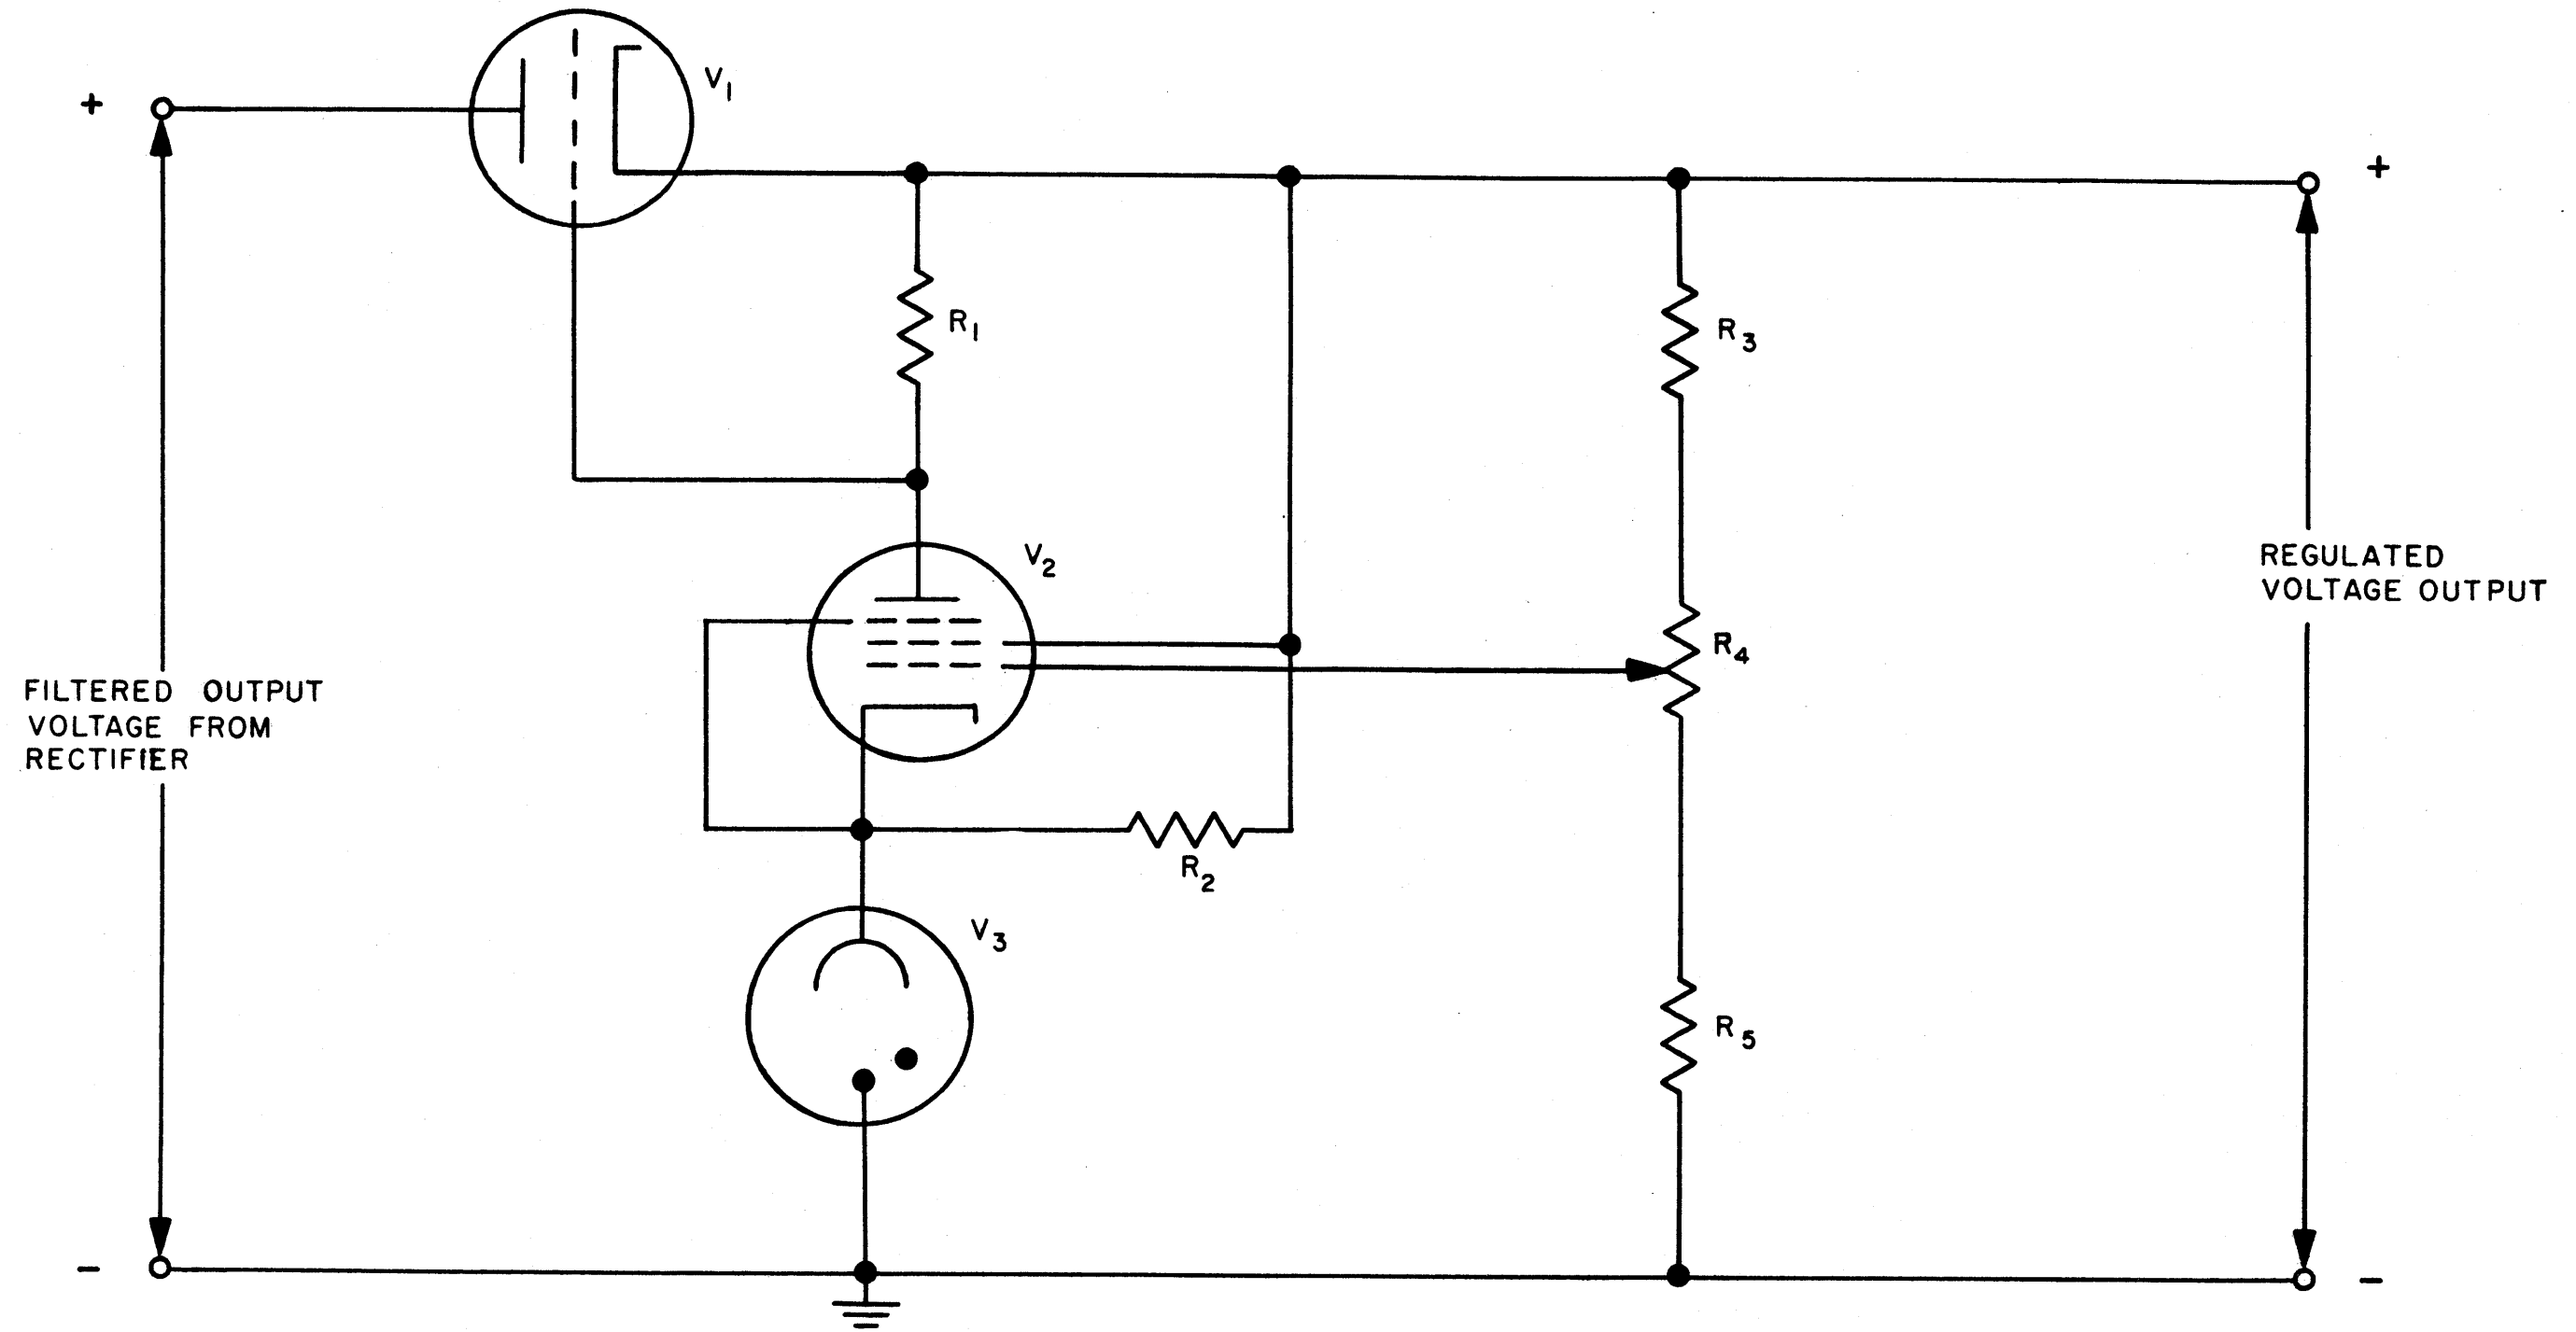 +
V1
+
R1
R3
V2
REGULATED
VOLTAGE OUTPUT
R4
FILTERED OUTPUT
VOLTAGE FROM
RECTIFIER
R2
V3
R5
-
-